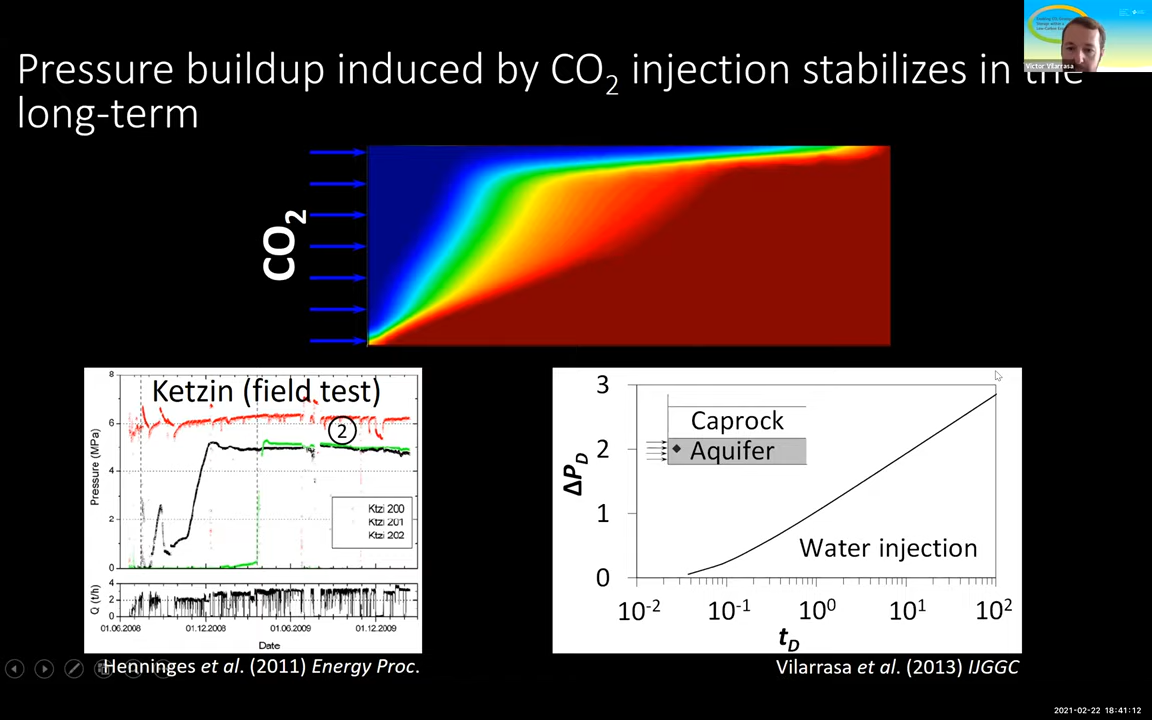 Victor Vilarrasa
Pressure buildup induced by CO2 injection stabilizes in the
long-term
CO2
Ketzin (field test)
2
Pressure (MPa)
8
6
4
2
0
Ktzi 200
Ktzi 201
Ktzi 202
Q (t/h)
4
2
0
01.06.2008 01.12.2008 01.06.2009 01.12.2009
Date
Henninges et al. (2011) Energy Proc.
ΔPD
3
2
1
0
Caprock
Aquifer
Water injection
10-2 10-1 100 101 102
tD
Vilarrasa et al. (2013) IJGGC
2021-02-22 18:41:12